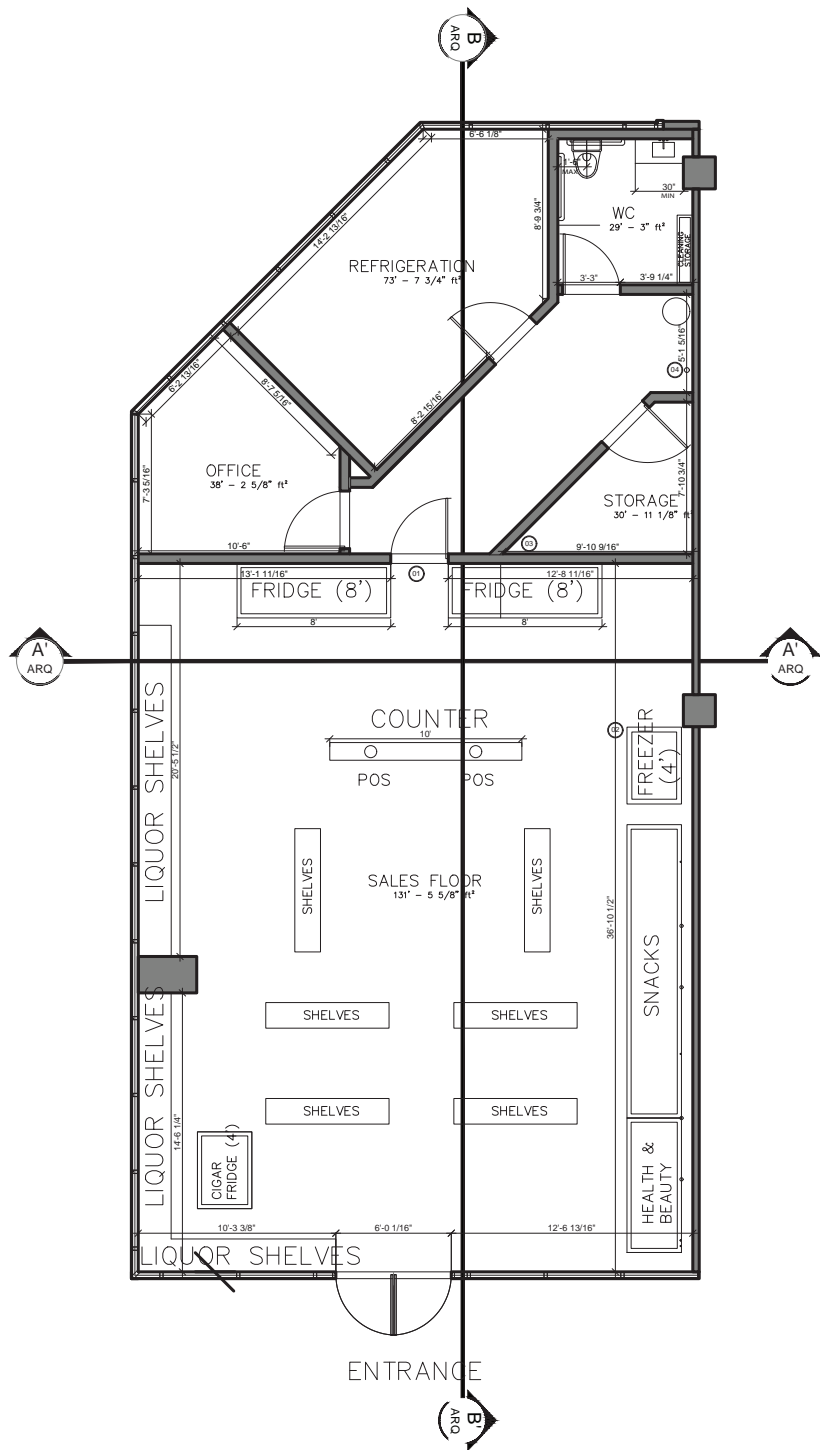 B
ARQ
6'-6 1/8"
1'-6"
MAX
30"
MIN
WC
29' - 3" ft²
CLEANING
STORAGE
8'-9 3/4"
14'-2 13/16"
REFRIGERATION
73' - 7 3/4" ft²
3'-3"
3'-9 1/4"
5'-1 5/16"
04
6'-2 13/16"
8'-7 5/16"
8'-2 15/16"
OFFICE
38' - 2 5/8" ft²
7'-3 5/16"
7'-10 3/4"
STORAGE
30' - 11 1/8" ft²
03
10'-6"
9'-10 9/16"
13'-1 11/16"
01
12'-8 11/16"
FRIDGE (8')
FRIDGE (8')
8'
8'
A'
ARQ
A'
ARQ
LIQUOR SHELVES
20'-5 1/2"
COUNTER
10'
POS
POS
02
FREEZER
(4')
SHELVES
SALES FLOOR
131' - 5 5/8" ft²
SHELVES
36'-10 1/2"
SNACKS
LIQUOR SHELVES
14'-6 1/4"
SHELVES
SHELVES
SHELVES
SHELVES
CIGAR
FRIDGE (4')
HEALTH &
BEAUTY
10'-3 3/8"
6'-0 1/16"
12'-6 13/16"
LIQUOR SHELVES
ENTRANCE
B'
ARQ